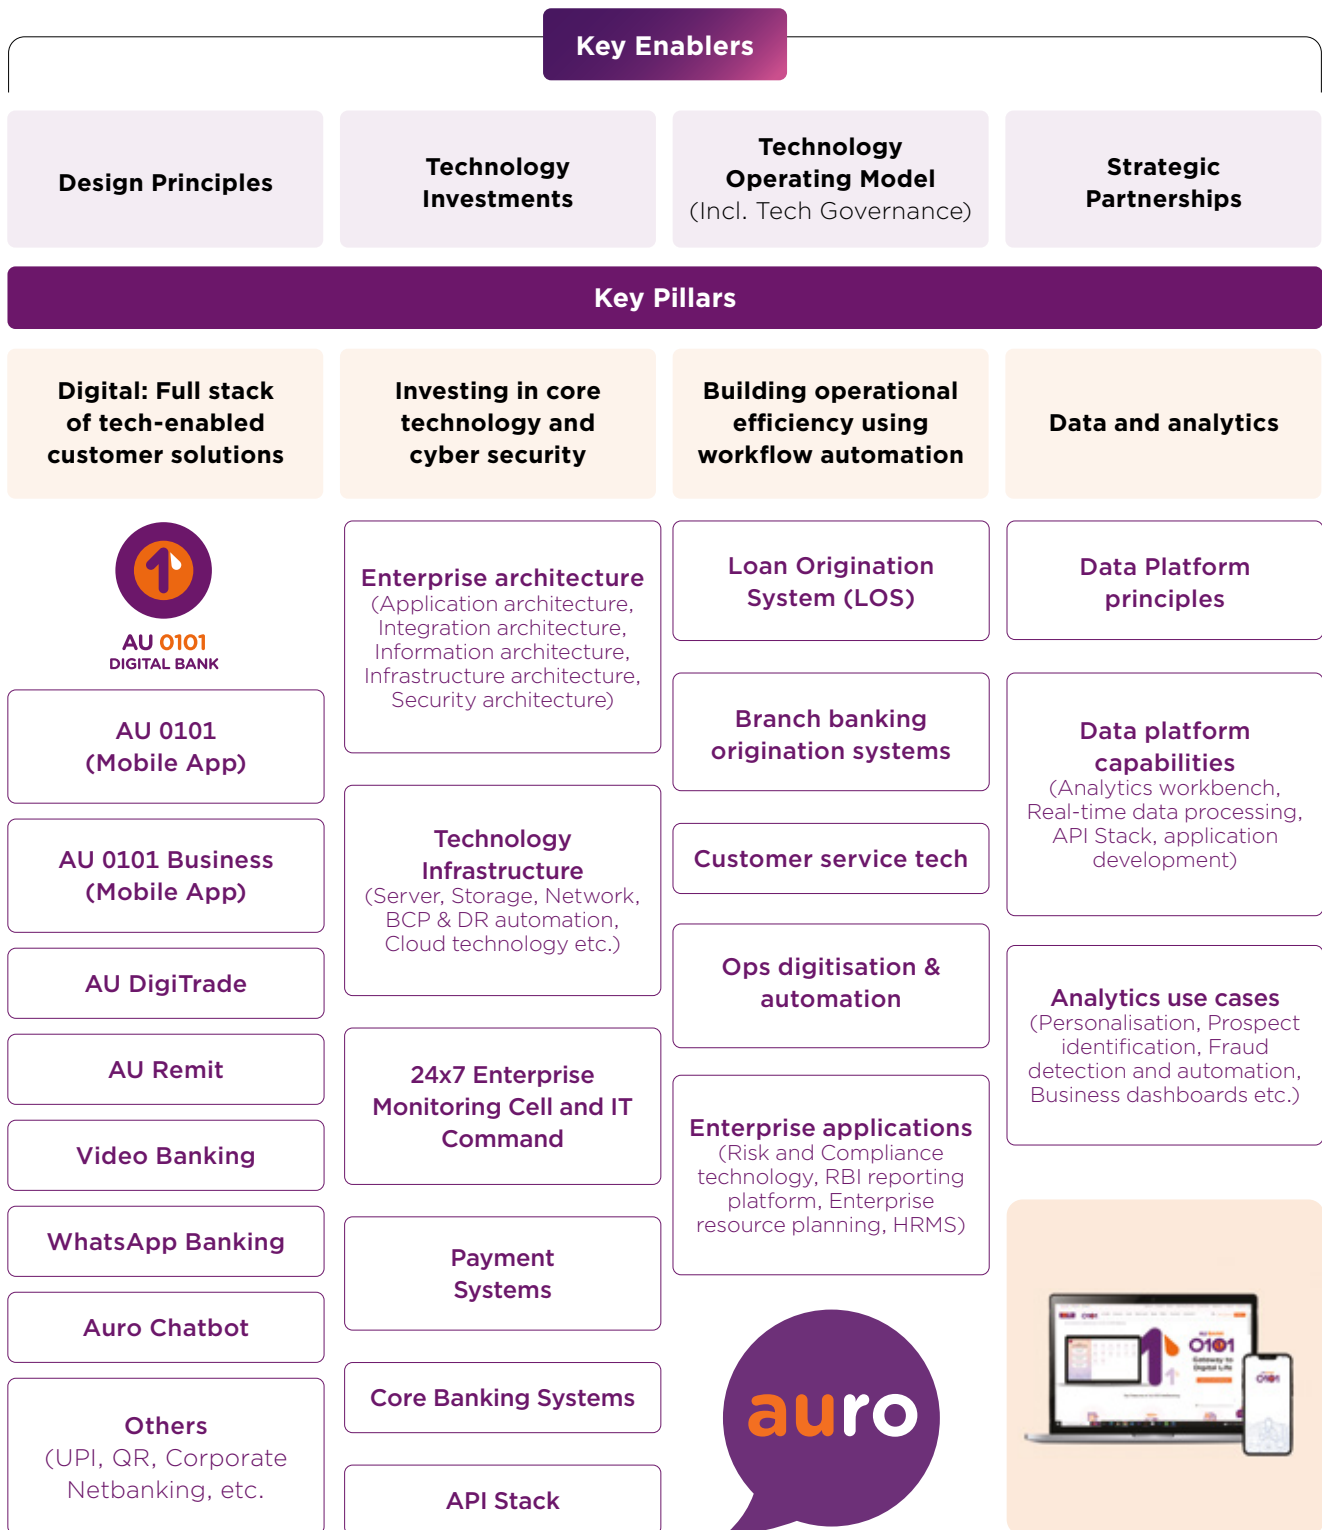 Key Enablers
Design Principles
Technology
Investments
Technology
Operating Model
(Incl. Tech Governance)
Strategic
Partnerships
Key Pillars
Digital: Full stack
of tech-enabled
customer solutions
Investing in core
technology and
cyber security
Building operational
efficiency using
workflow automation
Data and analytics
AU 0101
DIGITAL BANK
AU 0101
(Mobile App)
AU 0101 Business
(Mobile App)
AU DigiTrade
AU Remit
Video Banking
WhatsApp Banking
Auro Chatbot
Others
(UPI, QR, Corporate
Netbanking, etc.
Enterprise architecture
(Application architecture,
Integration architecture,
Information architecture,
Infrastructure architecture,
Security architecture)
Technology
Infrastructure
(Server, Storage, Network,
BCP & DR automation,
Cloud technology etc.)
24x7 Enterprise
Monitoring Cell and IT
Command
Payment
Systems
Core Banking Systems
API Stack
Loan Origination
System (LOS)
Branch banking
origination systems
Customer service tech
Ops digitisation &
automation
Enterprise applications
(Risk and Compliance
technology, RBI reporting
platform, Enterprise
resource planning, HRMS)
auro
Data Platform
principles
Data platform
capabilities
(Analytics workbench,
Real-time data processing,
API Stack, application
development)
Analytics use cases
(Personalisation, Prospect
identification, Fraud
detection and automation,
Business dashboards etc.)
0101
Gateway to
Digital Life
0101